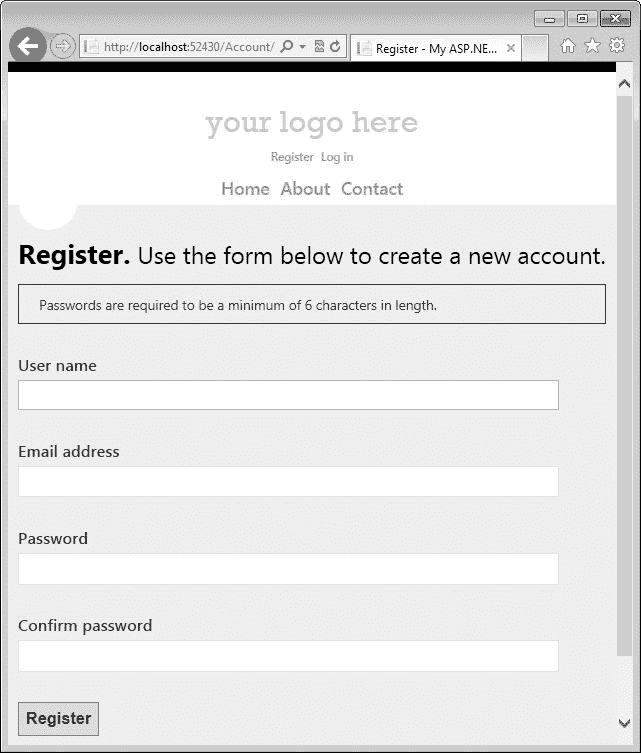 http://localhost:52430/Account/
Register - My ASP.NE...
your logo here
Register Log in
Home About Contact
Register. Use the form below to create a new account.
Passwords are required to be a minimum of 6 characters in length.
User name
Email address
Password
Confirm password
Register